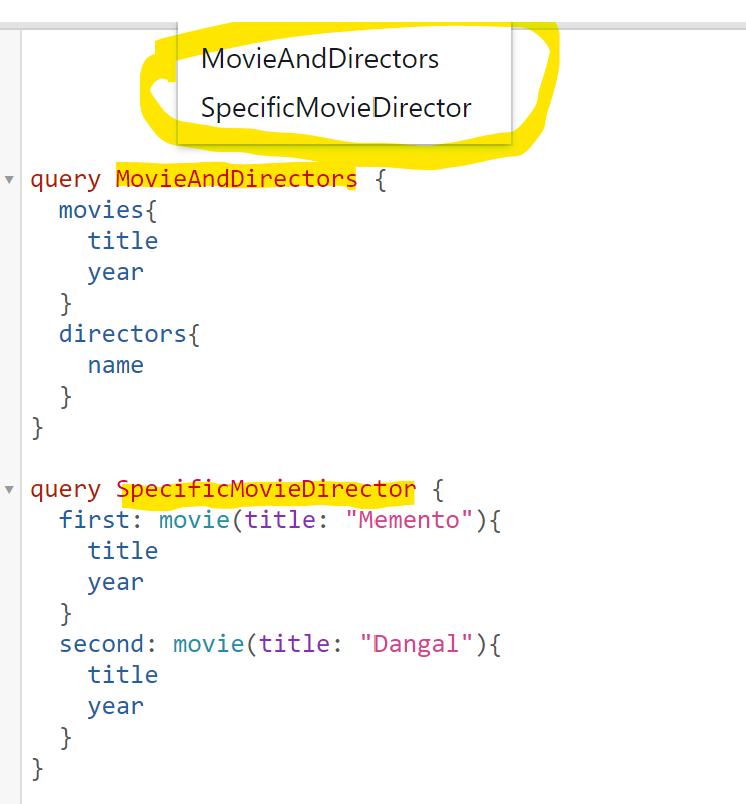 MovieAndDirectors
SpecificMovieDirector
query MovieAndDirectors {
  movies{
    title
    year
  }
  directors{
    name
  }
}
query SpecificMovieDirector {
  first: movie(title: "Memento"){
    title
    year
  }
  second: movie(title: "Dangal"){
    title
    year
  }
}